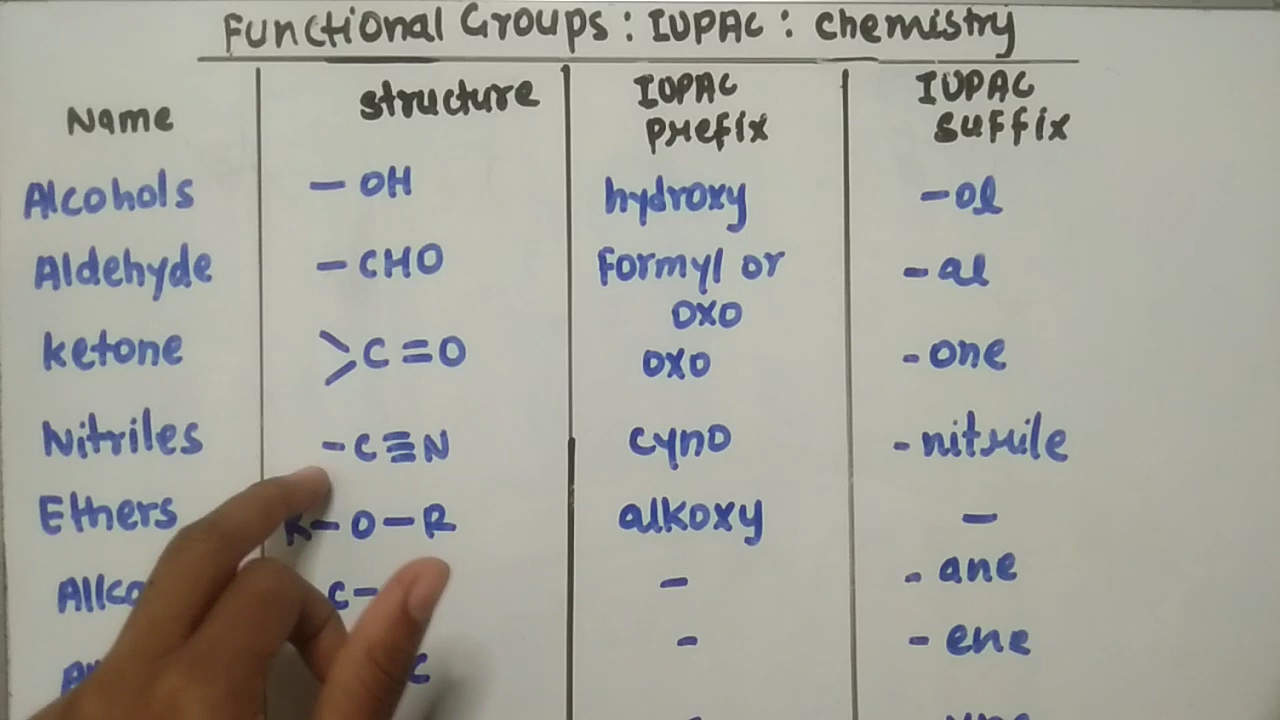 Functional Groups : IUPAC : chemistry
Name structure IUPAC prefix IUPAC suffix
Alcohols – OH hydroxy – ol
Aldehyde – CHO Formyl or oxo – al
ketone >C=O oxo - one
Nitriles -C≡N cyno - nitrile
Ethers R-O-R alkoxy –
C- - - ane
C - - ene